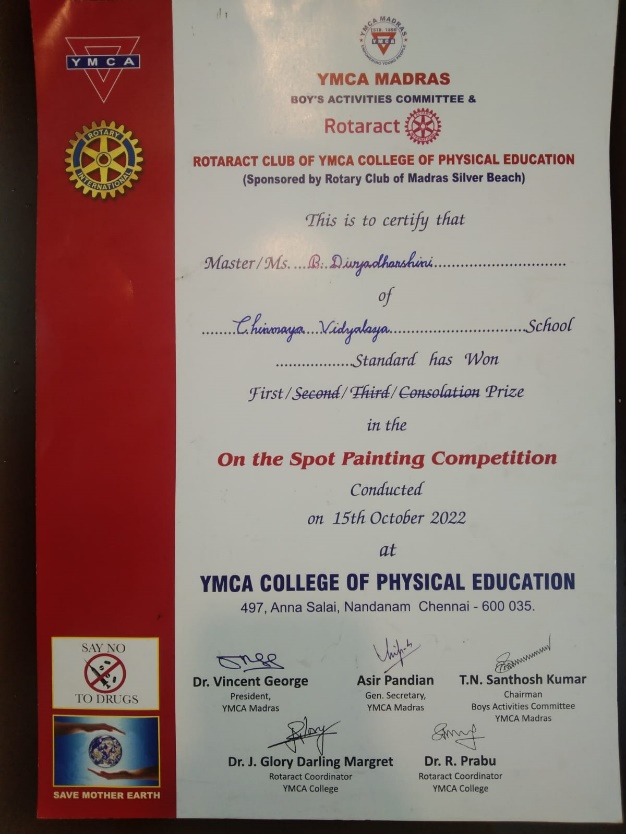 YMCA
ROTARY
INTERNATIONAL
YMCA MADRAS
YMCA
YMCA MADRAS
BOY'S ACTIVITIES COMMITTEE &
Rotaract
ROTARACT CLUB OF YMCA COLLEGE OF PHYSICAL EDUCATION
(Sponsored by Rotary Club of Madras Silver Beach)
This is to certify that
Master/Ms....B. Divyadharshini..............................
of
........Chinmaya Vidyalaya..............................School
..................Standard has Won
First/Second/Third/Consolation Prize
in the
On the Spot Painting Competition
Conducted
on 15th October 2022
at
YMCA COLLEGE OF PHYSICAL EDUCATION
497, Anna Salai, Nandanam Chennai - 600 035.
Dr. Vincent George
President,
YMCA Madras
Asir Pandian
Gen. Secretary,
YMCA Madras
T.N. Santhosh Kumar
Chairman
Boys Activities Committee
YMCA Madras
Dr. J. Glory Darling Margret
Rotaract Coordinator
YMCA College
Dr. R. Prabu
Rotaract Coordinator
YMCA College
SAY NO
TO DRUGS
SAVE MOTHER EARTH